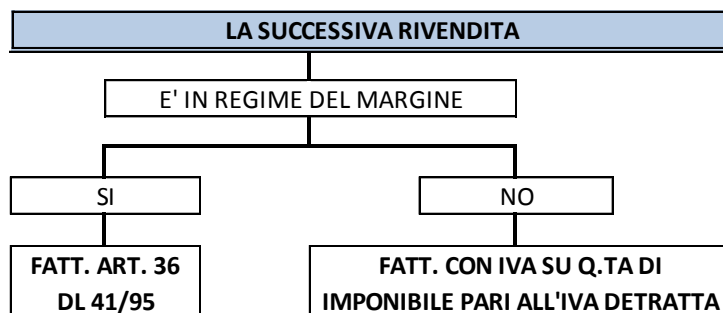 LA SUCCESSIVA RIVENDITA
E' IN REGIME DEL MARGINE
SI
NO
FATT. ART. 36
DL 41/95
FATT. CON IVA SU Q.TA DI
IMPONIBILE PARI ALL'IVA DETRATTA